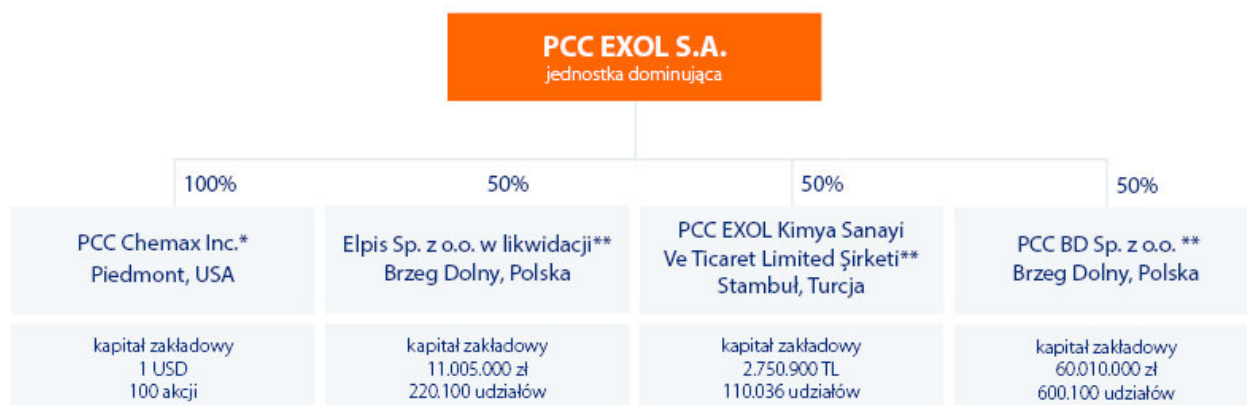 PCC EXOL S.A.
jednostka dominująca
100%
50%
50%
50%
PCC Chemax Inc.*
Piedmont, USA
kapitał zakładowy
1 USD
100 akcji
Elpis Sp. z o.o. w likwidacji**
Brzeg Dolny, Polska
kapitał zakładowy
11.005.000 zł
220.100 udziałów
PCC EXOL Kimya Sanayi
Ve Ticaret Limited Şirketi**
Stambuł, Turcja
kapitał zakładowy
2.750.900 TL
110.036 udziałów
PCC BD Sp. z o.o. **
Brzeg Dolny, Polska
kapitał zakładowy
60.010.000 zł
600.100 udziałów